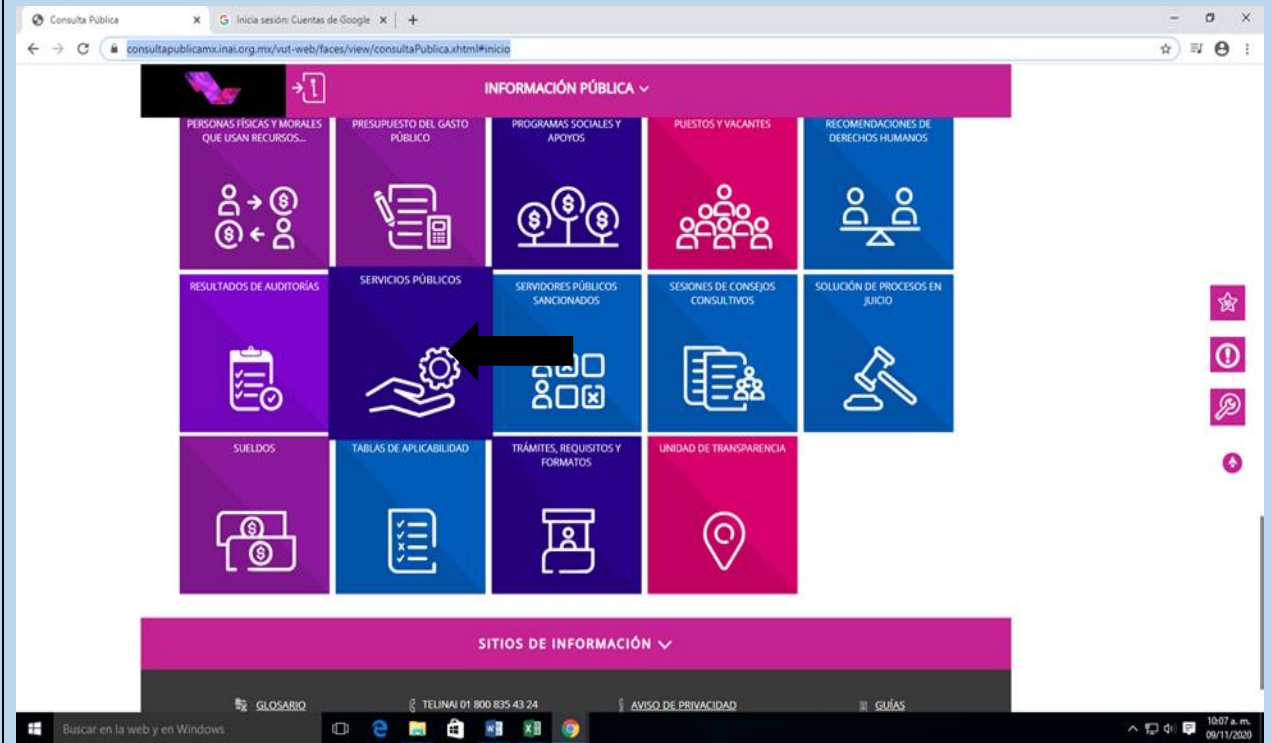 Consulta Pública
Inicia sesión: Cuentas de Google
consultapublicamx.inai.org.mx/vut-web/faces/view/consultaPublica.xhtml#inicio
INFORMACIÓN PÚBLICA
PERSONAS FÍSICAS Y MORALES
QUE USAN RECURSOS...
PRESUPUESTO DEL GASTO
PÚBLICO
PROGRAMAS SOCIALES Y
APOYOS
PUESTOS Y VACANTES
RECOMENDACIONES DE
DERECHOS HUMANOS
RESULTADOS DE AUDITORÍAS
SERVICIOS PÚBLICOS
SERVIDORES PÚBLICOS
SANCIONADOS
SESIONES DE CONSEJOS
CONSULTIVOS
SOLUCIÓN DE PROCESOS EN
JUICIO
SUELDOS
TABLAS DE APLICABILIDAD
TRÁMITES, REQUISITOS Y
FORMATOS
UNIDAD DE TRANSPARENCIA
SITIOS DE INFORMACIÓN
GLOSARIO
TELINAI 01 800 835 43 24
AVISO DE PRIVACIDAD
GUÍAS
Buscar en la web y en Windows
10:07 a. m.
09/11/2020